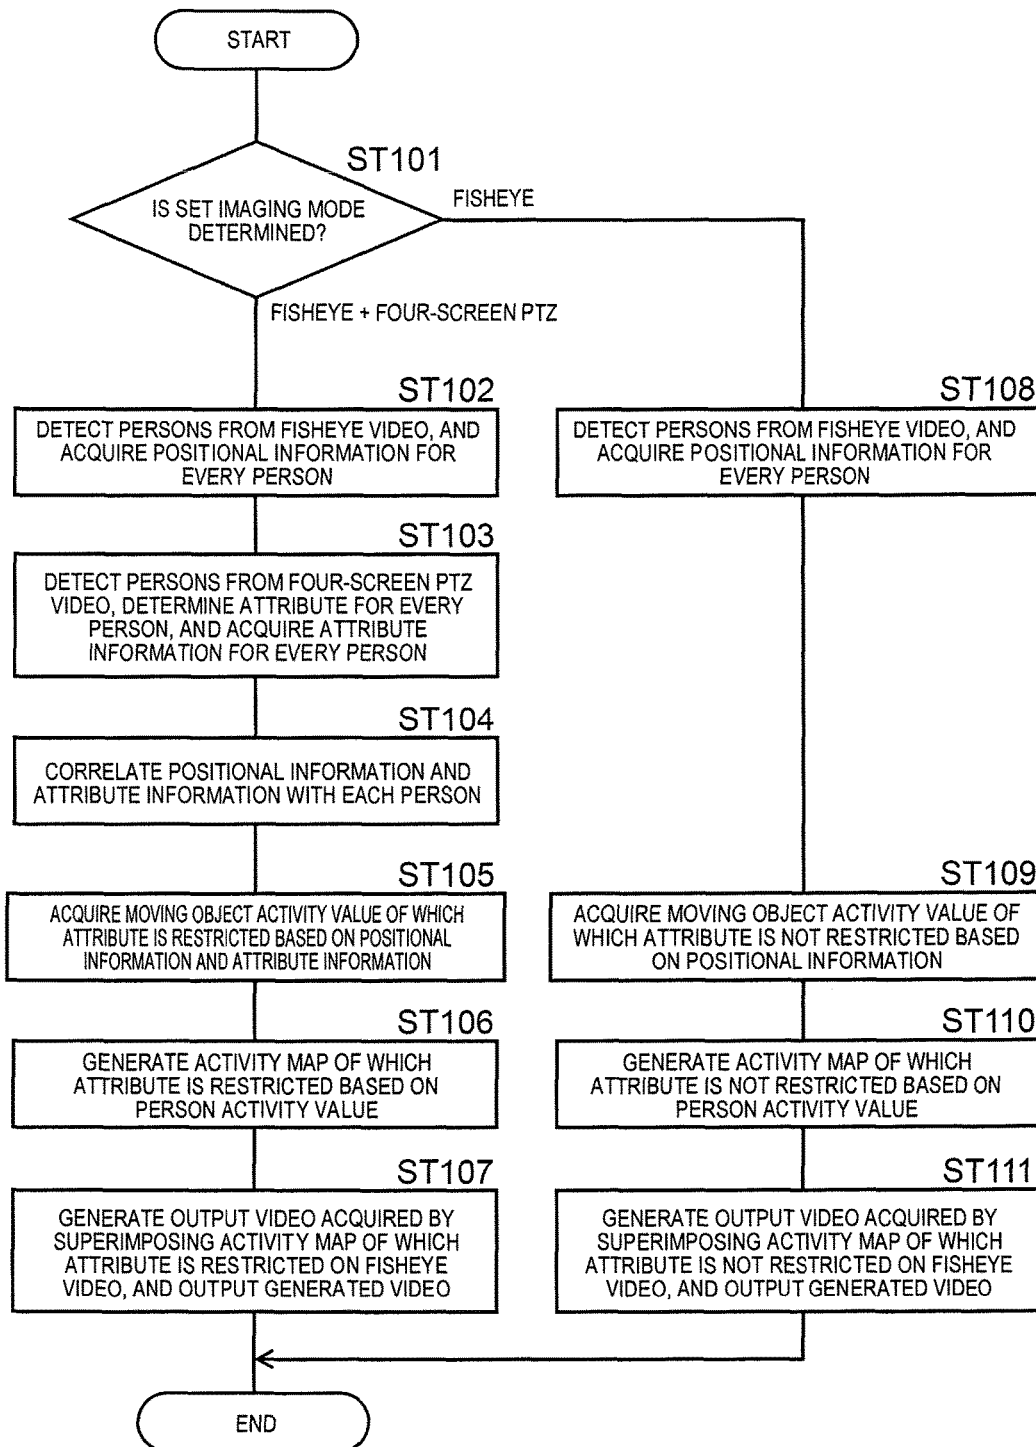 START
ST101
IS SET IMAGING MODE
DETERMINED?
FISHEYE
FISHEYE + FOUR-SCREEN PTZ
ST102
DETECT PERSONS FROM FISHEYE VIDEO, AND
ACQUIRE POSITIONAL INFORMATION FOR
EVERY PERSON
ST103
DETECT PERSONS FROM FOUR-SCREEN PTZ
VIDEO, DETERMINE ATTRIBUTE FOR EVERY
PERSON, AND ACQUIRE ATTRIBUTE
INFORMATION FOR EVERY PERSON
ST104
CORRELATE POSITIONAL INFORMATION AND
ATTRIBUTE INFORMATION WITH EACH PERSON
ST105
ACQUIRE MOVING OBJECT ACTIVITY VALUE OF WHICH
ATTRIBUTE IS RESTRICTED BASED ON POSITIONAL
INFORMATION AND ATTRIBUTE INFORMATION
ST106
GENERATE ACTIVITY MAP OF WHICH
ATTRIBUTE IS RESTRICTED BASED ON
PERSON ACTIVITY VALUE
ST107
GENERATE OUTPUT VIDEO ACQUIRED BY
SUPERIMPOSING ACTIVITY MAP OF WHICH
ATTRIBUTE IS RESTRICTED ON FISHEYE
VIDEO, AND OUTPUT GENERATED VIDEO
ST108
DETECT PERSONS FROM FISHEYE VIDEO, AND
ACQUIRE POSITIONAL INFORMATION FOR
EVERY PERSON
ST109
ACQUIRE MOVING OBJECT ACTIVITY VALUE OF
WHICH ATTRIBUTE IS NOT RESTRICTED BASED
ON POSITIONAL INFORMATION
ST110
GENERATE ACTIVITY MAP OF WHICH
ATTRIBUTE IS NOT RESTRICTED BASED ON
PERSON ACTIVITY VALUE
ST111
GENERATE OUTPUT VIDEO ACQUIRED BY
SUPERIMPOSING ACTIVITY MAP OF WHICH
ATTRIBUTE IS NOT RESTRICTED ON FISHEYE
VIDEO, AND OUTPUT GENERATED VIDEO
END